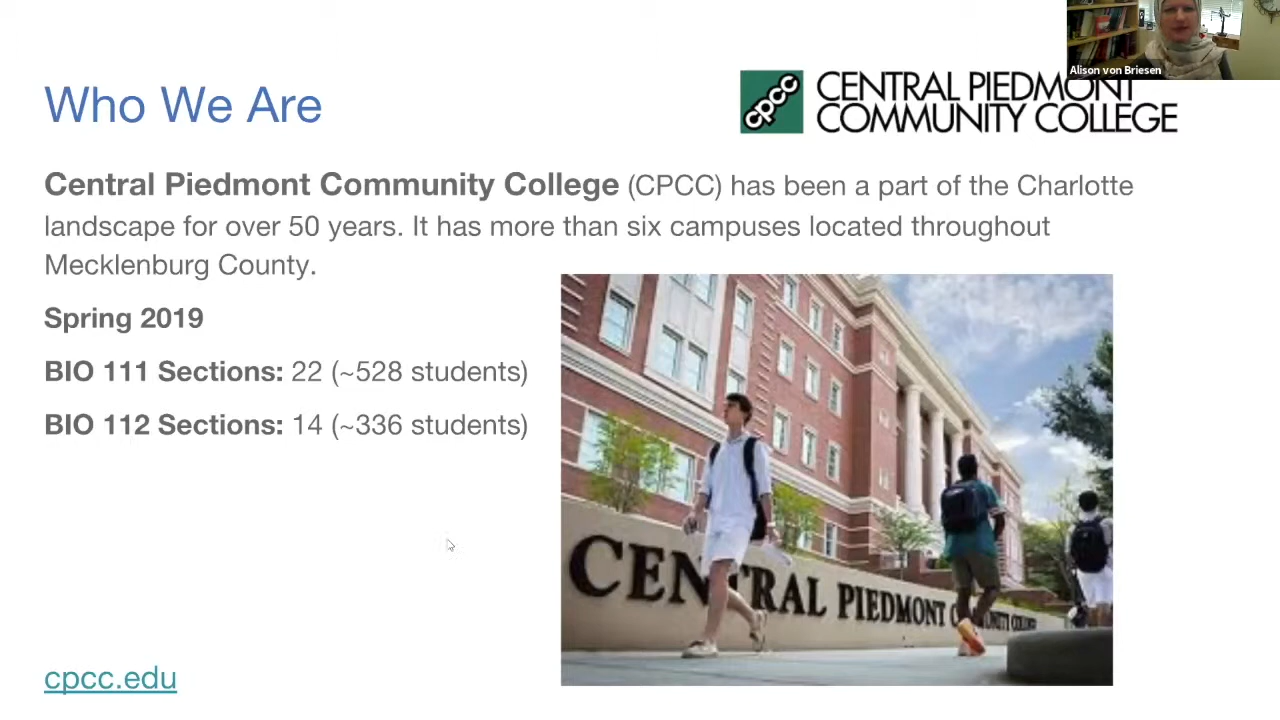 Alison von Briesen
Who We Are
cpcc
CENTRAL PIEDMONT
COMMUNITY COLLEGE
Central Piedmont Community College (CPCC) has been a part of the Charlotte
landscape for over 50 years. It has more than six campuses located throughout
Mecklenburg County.
Spring 2019
BIO 111 Sections: 22 (~528 students)
BIO 112 Sections: 14 (~336 students)
CENTRAL PIEDMONT COMMUNITY COLLEGE
cpcc.edu